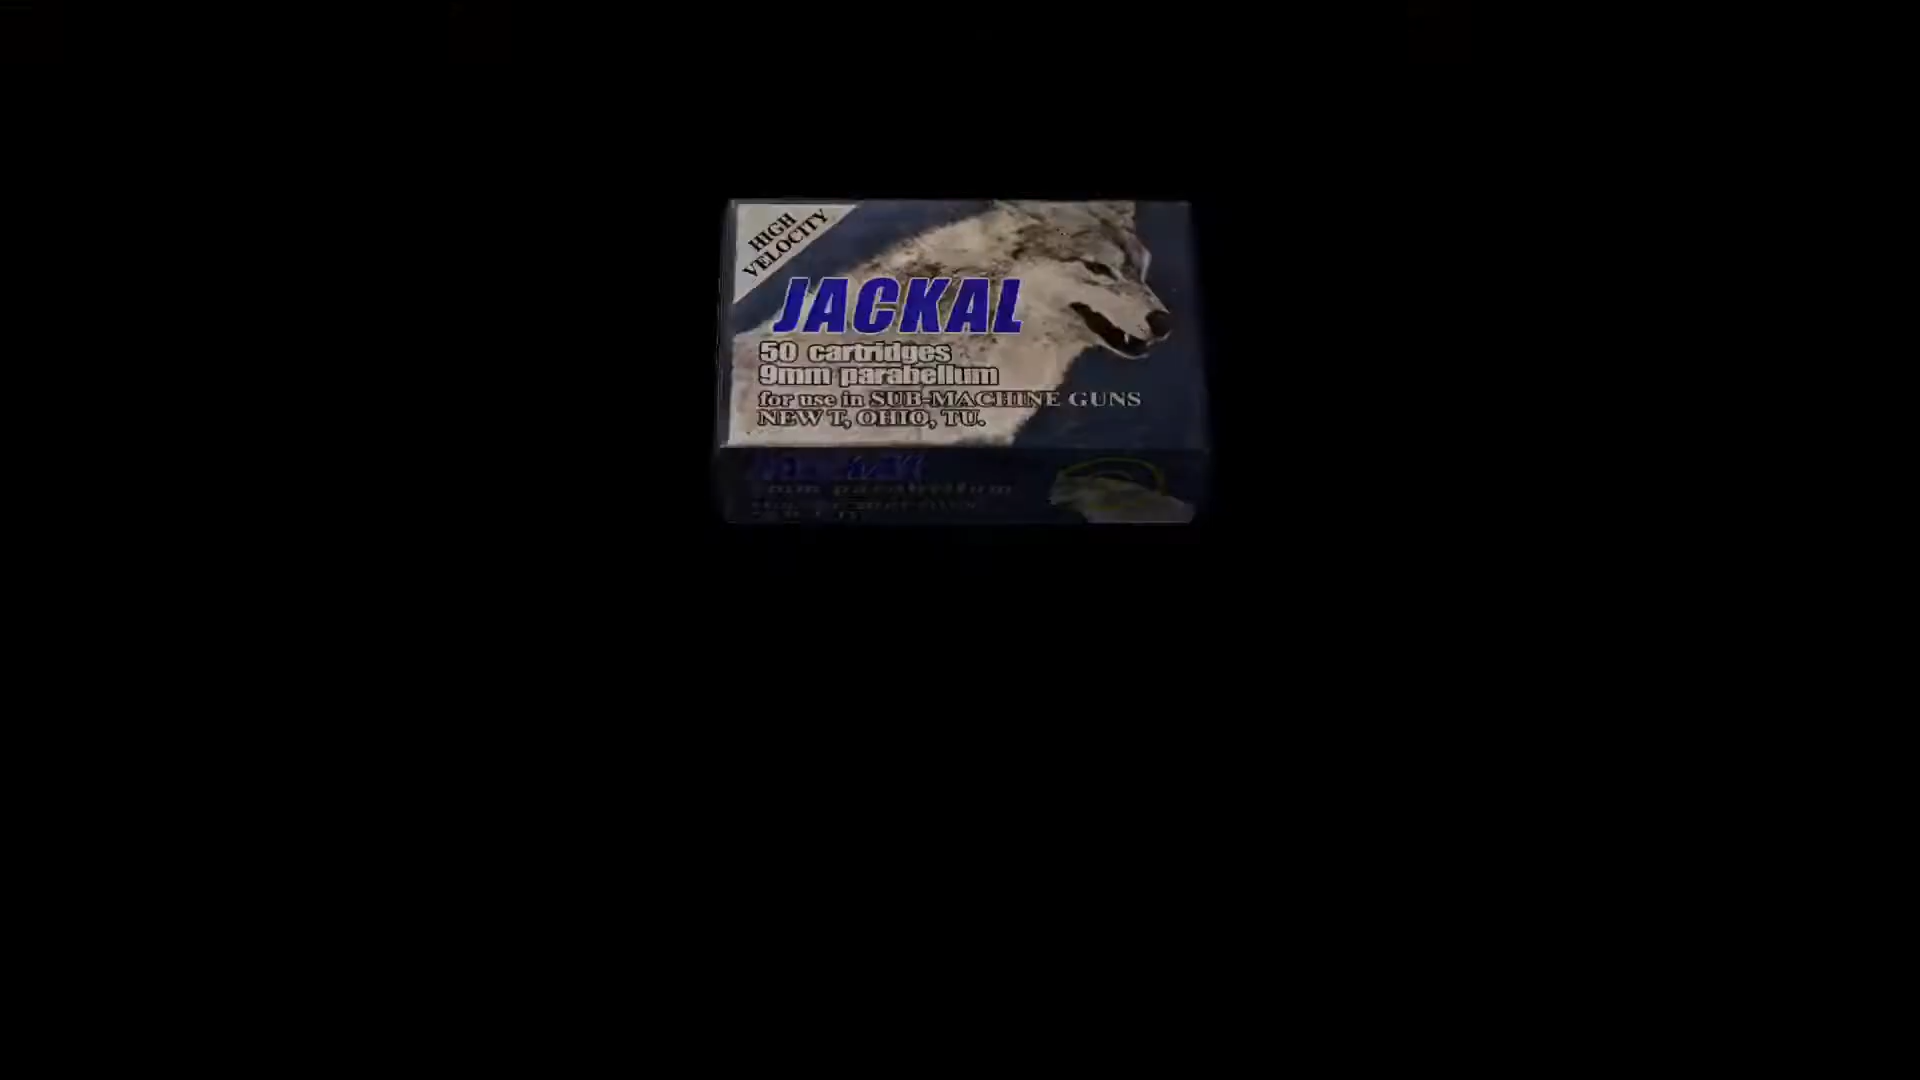 HIGH
VELOCITY
JACKAL
50 cartridges
9mm parabellum
for use in SUB-MACHINE GUNS
NEW T, OHIO, TU.